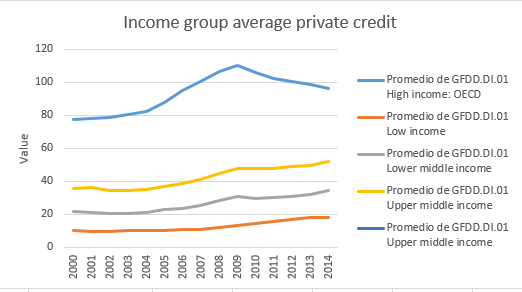 Income group average private credit
120
100
80
60
40
20
0
Value
2000
2001
2002
2003
2004
2005
2006
2007
2008
2009
2010
2011
2012
2013
2014
Promedio de GFDD.DI.01
High income: OECD
Promedio de GFDD.DI.01
Low income
Promedio de GFDD.DI.01
Lower middle income
Promedio de GFDD.DI.01
Upper middle income
Promedio de GFDD.DI.01
Upper middle income